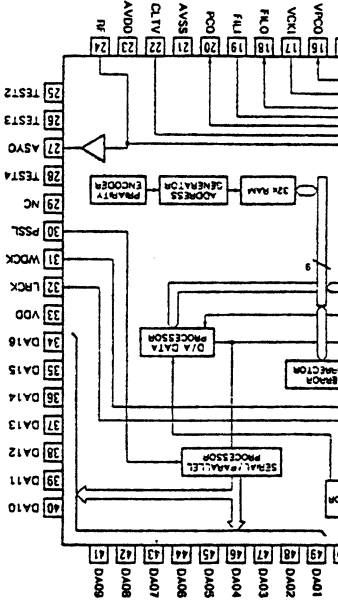 DA01 DA02 DA03 DA04 DA05 DA06 DA07 DA08 DA09
49 48 47 46 45 44 43 42 41
40 DA10
39 DA11
38 DA12
37 DA13
36 DA14
35 DA15
34 DA16
33 VDD
32 LRCK
31 WDCK
30 PSSL
29 NC
28 TEST4
27 ASYO
26 TEST3
25 TEST2
SERIAL/PARALLEL
PROCESSOR
ERROR
D/A DATA
PROCESSOR
9
32K RAM
ADDRESS
GENERATOR
PRIARITY
ENCODER
16 17 18 19 20 21 22 23 24
VPCO VCKI FILO FILI PCO AVSS CLTV AVDD RF